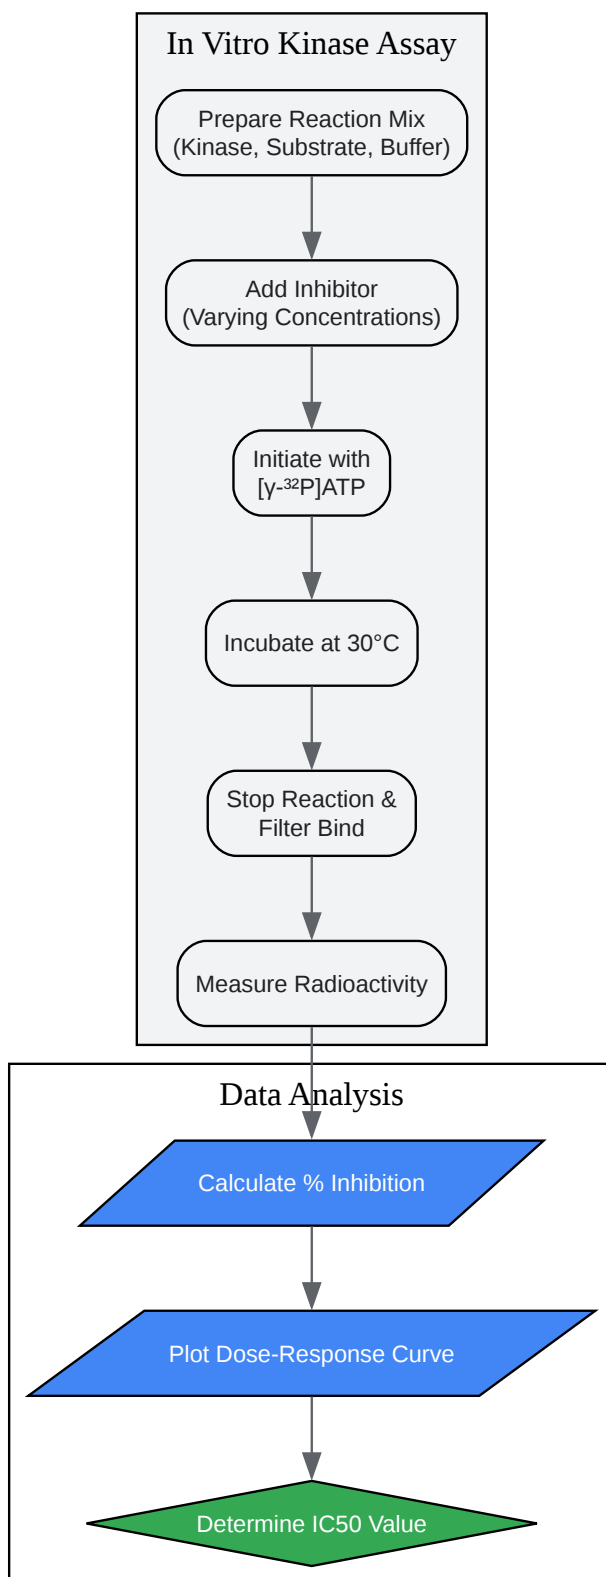 In Vitro Kinase Assay
Prepare Reaction Mix
(Kinase, Substrate, Buffer)
Add Inhibitor
(Varying Concentrations)
Initiate with
[γ-³²P]ATP
Incubate at 30°C
Stop Reaction &
Filter Bind
Measure Radioactivity
Data Analysis
Calculate % Inhibition
Plot Dose-Response Curve
Determine IC50 Value